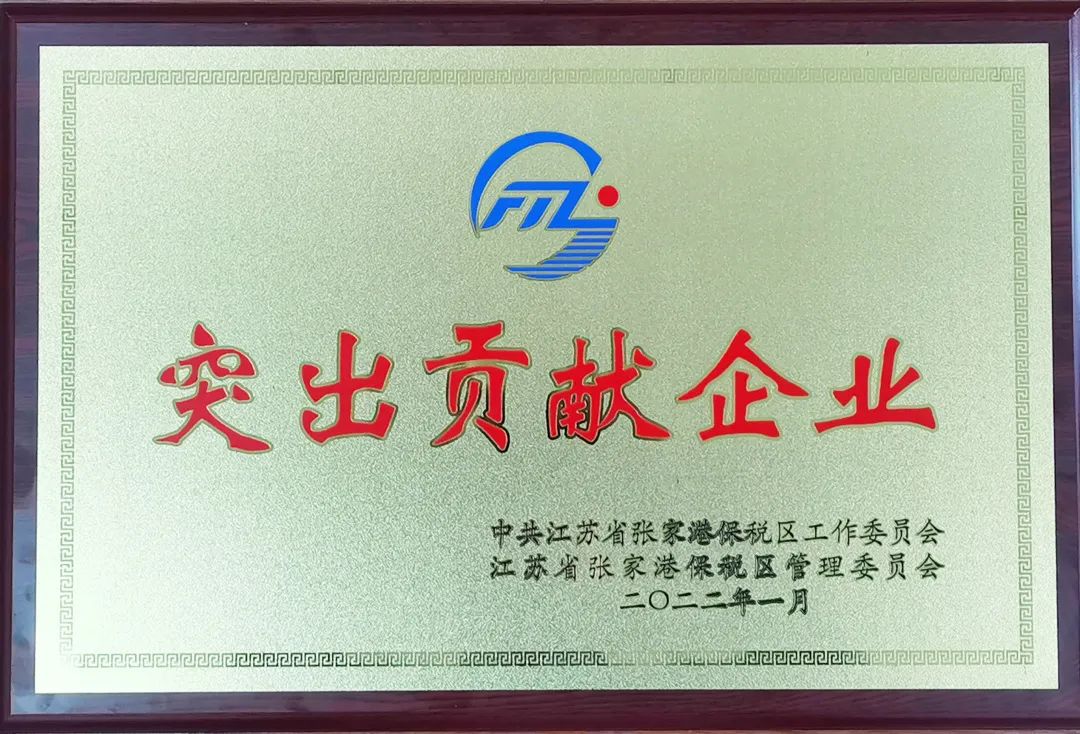 FTZ
突出贡献企业
中共江苏省张家港保税区工作委员会
江苏省张家港保税区管理委员会
二〇二二年一月